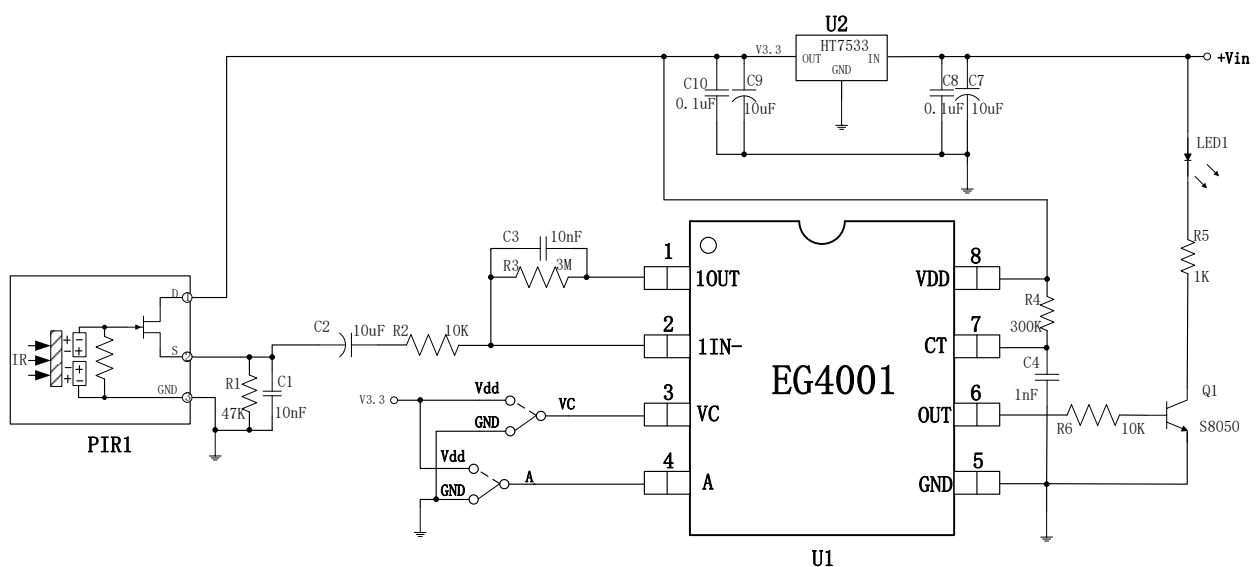 U2
HT7533
V3.3
OUT
IN
GND
+Vin
C10
0.1uF
C9
10uF
C8
0.1uF
C7
10uF
LED1
R5
1K
C3
10nF
R3
3M
1
1OUT
2
1IN-
3
VC
4
A
8
VDD
7
CT
6
OUT
5
GND
EG4001
U1
R4
300K
C4
1nF
R6
10K
Q1
S8050
D
1
S
2
GND
3
IR
+
-
-
+
+
-
-
+
-
+
+
-
PIR1
R1
47K
C1
10nF
C2
10uF
R2
10K
V3.3
Vdd
GND
VC
Vdd
GND
A